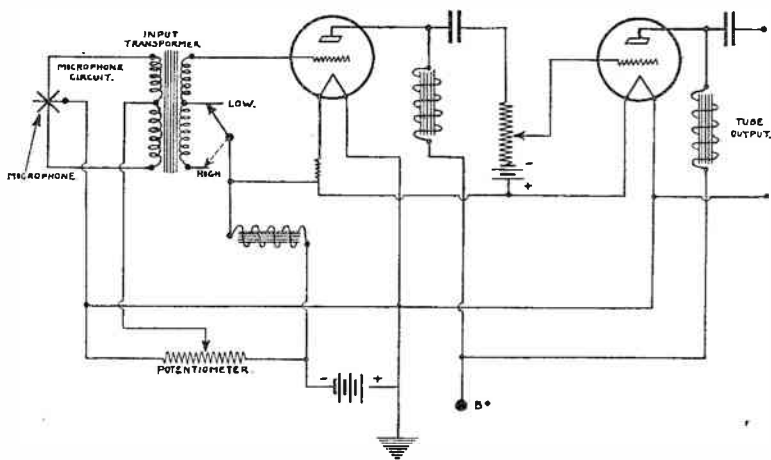 INPUT
TRANSFORMER
MICROPHONE
CIRCUIT.
LOW.
HIGH
MICROPHONE
TUBE
OUTPUT.
-
+
POTENTIOMETER.
- +
B+